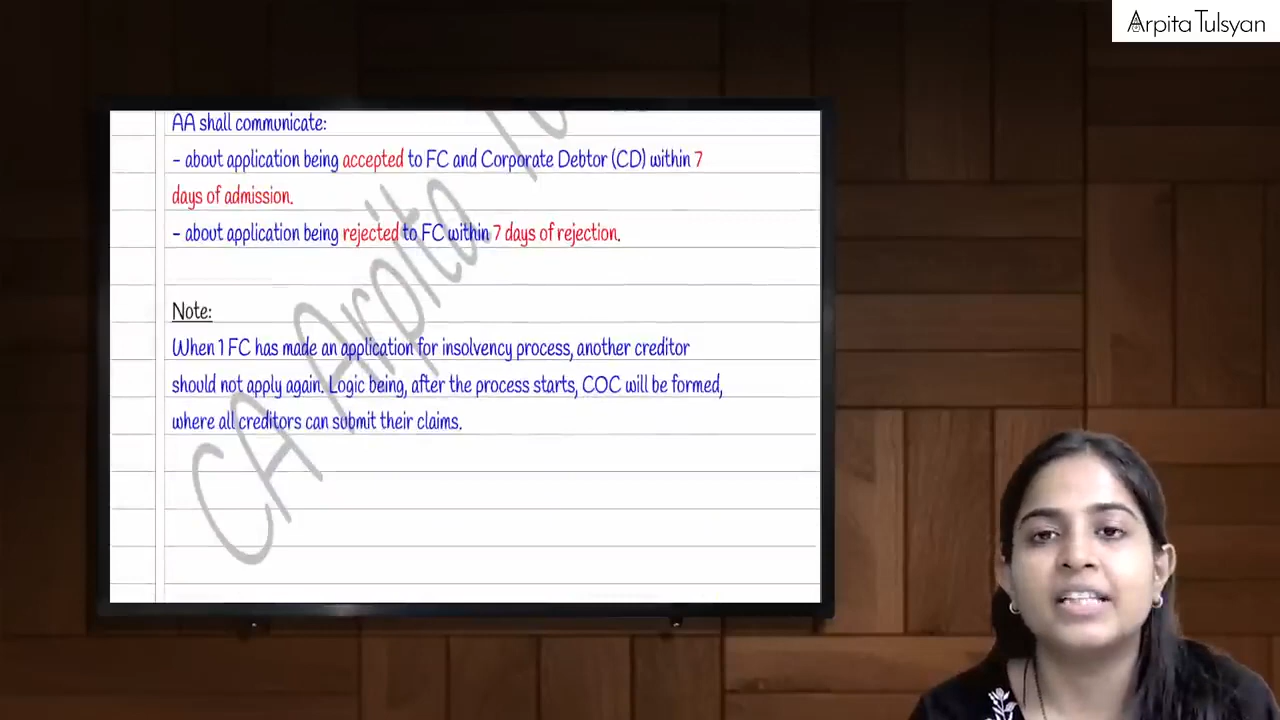 Arpita Tulsyan
AA shall communicate:
- about application being accepted to FC and Corporate Debtor (CD) within 7
days of admission.
- about application being rejected to FC within 7 days of rejection.
Note:
When 1 FC has made an application for insolvency process, another creditor
should not apply again. Logic being, after the process starts, COC will be formed,
where all creditors can submit their claims.
CA Arpita